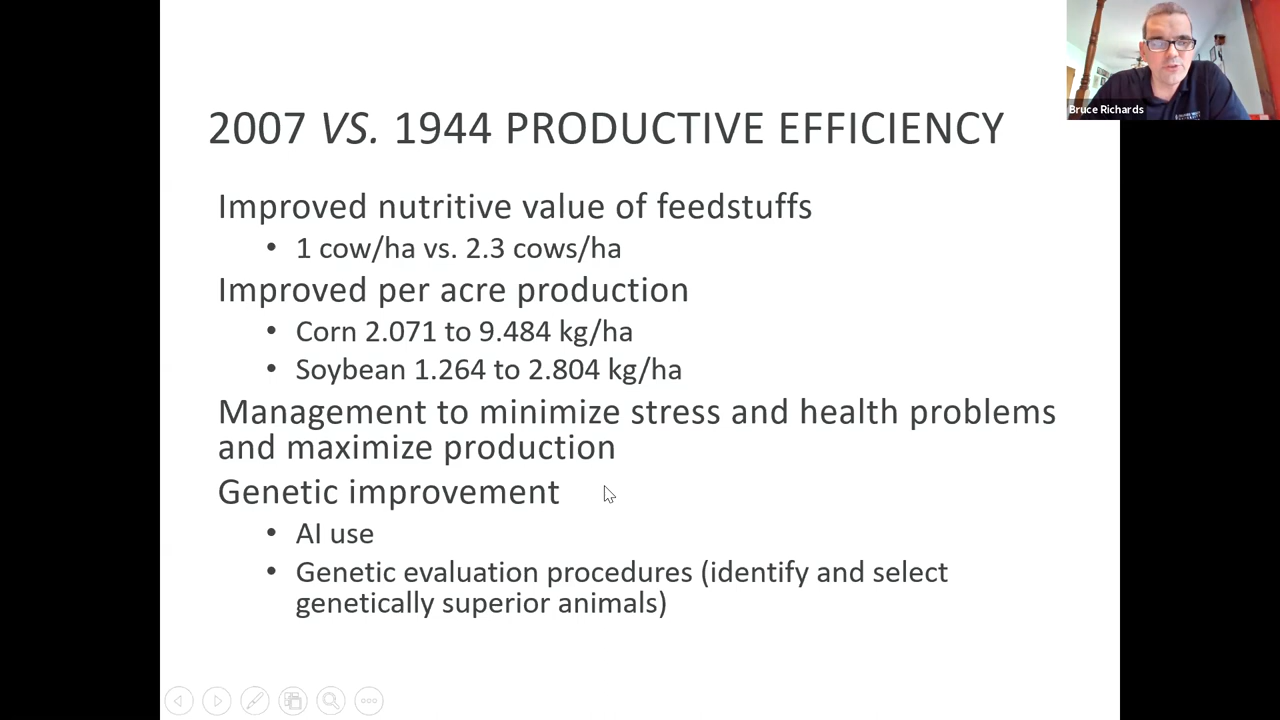 Bruce Richards
2007 VS. 1944 PRODUCTIVE EFFICIENCY
Improved nutritive value of feedstuffs
• 1 cow/ha vs. 2.3 cows/ha
Improved per acre production
• Corn 2.071 to 9.484 kg/ha
• Soybean 1.264 to 2.804 kg/ha
Management to minimize stress and health problems
and maximize production
Genetic improvement
• AI use
• Genetic evaluation procedures (identify and select
genetically superior animals)